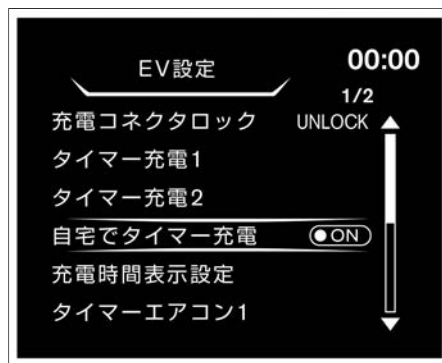 EV設定
00:00
1/2
充電コネクタロック UNLOCK
タイマー充電1
タイマー充電2
自宅でタイマー充電 ON
充電時間表示設定
タイマーエアコン1